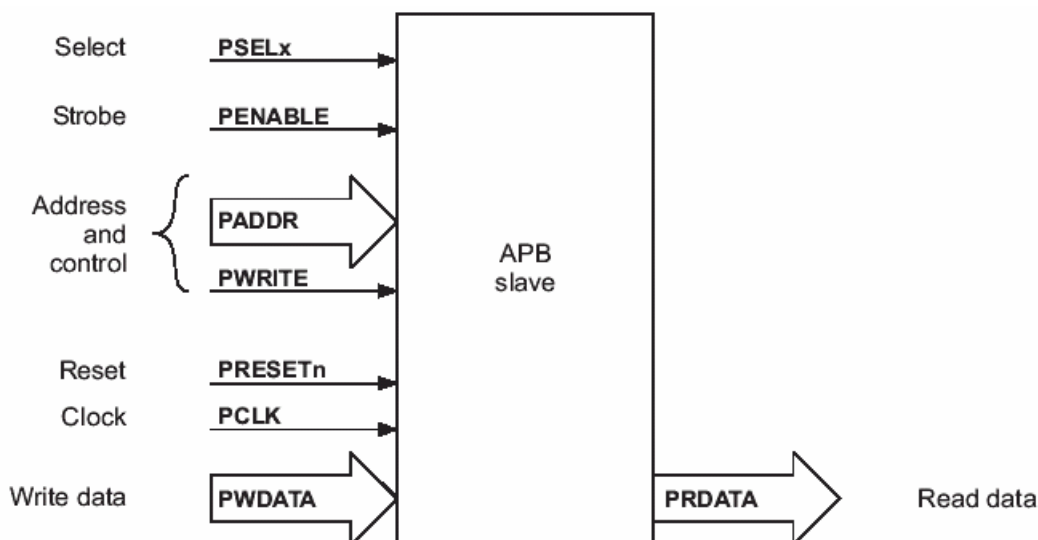 Select PSELx
Strobe PENABLE
Address
and
control
PADDR
PWRITE
APB
slave
Reset PRESETn
Clock PCLK
Write data PWDATA
PRDATA Read data